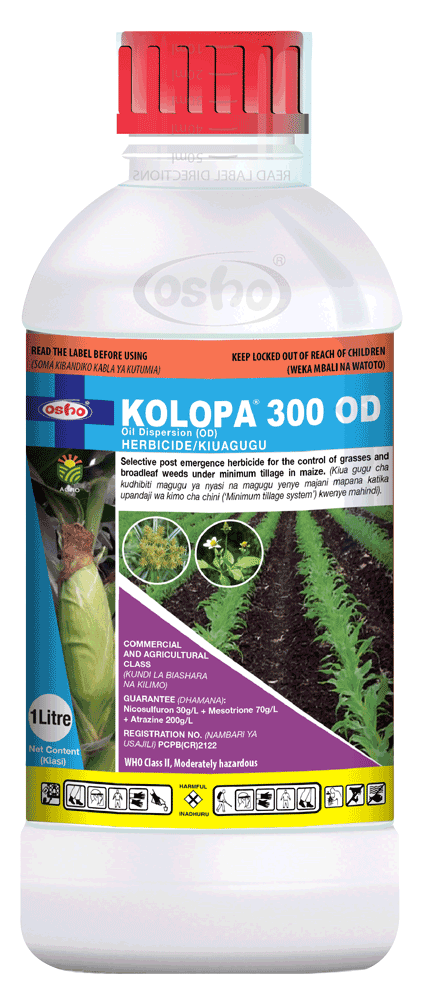 20ml
READ LABEL DIRECTIONS
osho®
READ THE LABEL BEFORE USING
(SOMA KIBANDIKO KABLA YA KUTUMIA)
KEEP LOCKED OUT OF REACH OF CHILDREN
(WEKA MBALI NA WATOTO)
osho
KOLOPA® 300 OD
Oil Dispersion (OD)
HERBICIDE/KIUAGUGU
AGRO
Selective post emergence herbicide for the control of grasses and
broadleaf weeds under minimum tillage in maize. (Kiua gugu cha
kudhibiti magugu ya nyasi na magugu yenye majani mapana katika
upandaji wa kimo cha chini ('Minimum tillage system') kwenye mahindi).
COMMERCIAL
AND AGRICULTURAL
CLASS
(KUNDI LA BIASHARA
NA KILIMO)
GUARANTEE (DHAMANA):
Nicosulfuron 30g/L + Mesotrione 70g/L
+ Atrazine 200g/L
REGISTRATION NO. (NAMBARI YA
USAJILI) PCPB(CR)2122
WHO Class II, Moderately hazardous
1 Litre
Net Content
(Kiasi)
HARMFUL
INADHURU